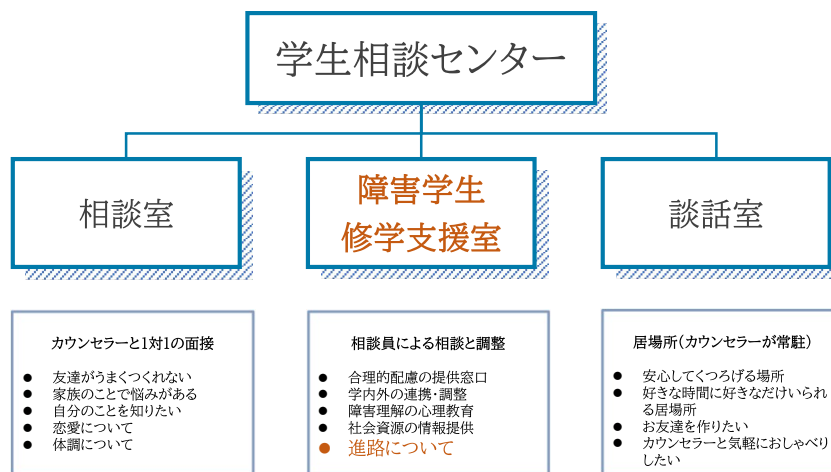 学生相談センター
相談室
障害学生
修学支援室
談話室
カウンセラーと1対1の面接
● 友達がうまくつくれない
● 家族のことで悩みがある
● 自分のことを知りたい
● 恋愛について
● 体調について
相談員による相談と調整
● 合理的配慮の提供窓口
● 学内外の連携・調整
● 障害理解の心理教育
● 社会資源の情報提供
● 進路について
居場所(カウンセラーが常駐)
● 安心してくつろげる場所
● 好きな時間に好きなだけいられ
る居場所
● お友達を作りたい
● カウンセラーと気軽におしゃべり
したい